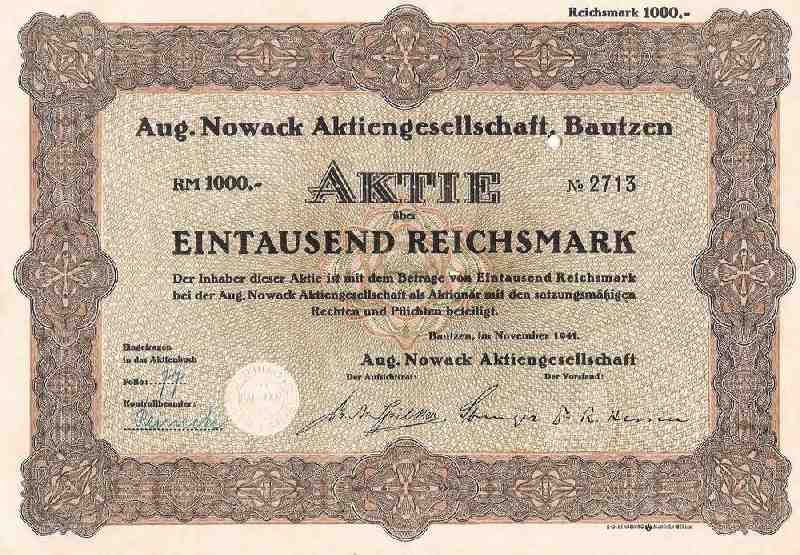 Reichsmark 1000.-
Aug. Nowack Aktiengesellschaft, Bautzen
RM 1000.- AKTIE № 2713
über
EINTAUSEND REICHSMARK
Der Inhaber dieser Aktie ist mit dem Betrage von Eintausend Reichsmark
bei der Aug. Nowack Aktiengesellschaft als Aktionär mit den satzungsmäßigen
Rechten und Pflichten beteiligt.
Bautzen, im November 1941.
Eingetragen
in das Aktienbuch
Aug. Nowack Aktiengesellschaft
Der Aufsichtsrat: Der Vorstand:
Folio:
Kontrollbeamter: